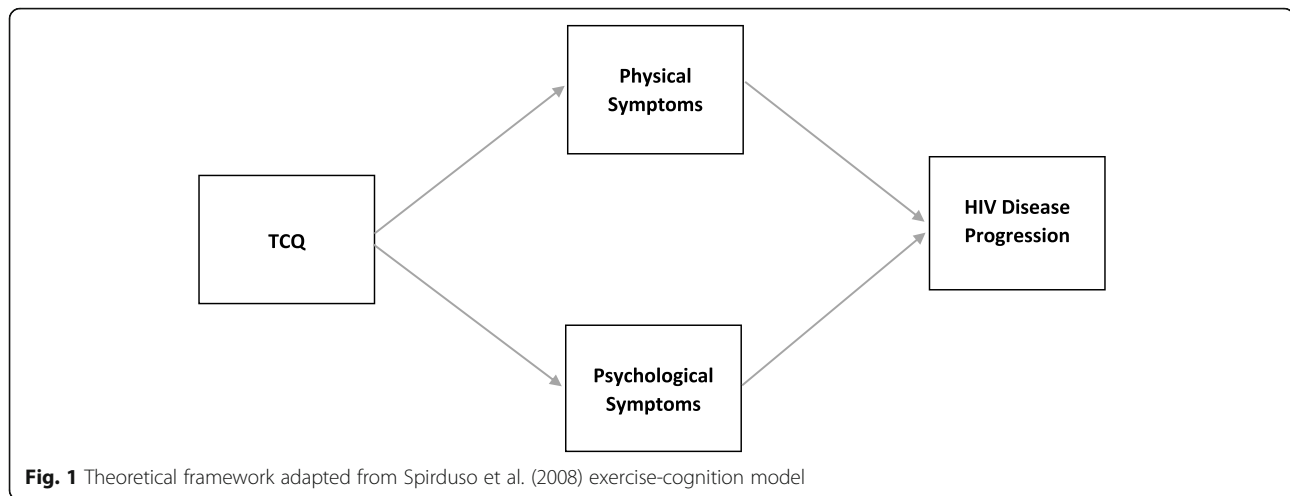 Physical
Symptoms
TCQ
HIV Disease
Progression
Psychological
Symptoms
Fig. 1 Theoretical framework adapted from Spirduso et al. (2008) exercise-cognition model